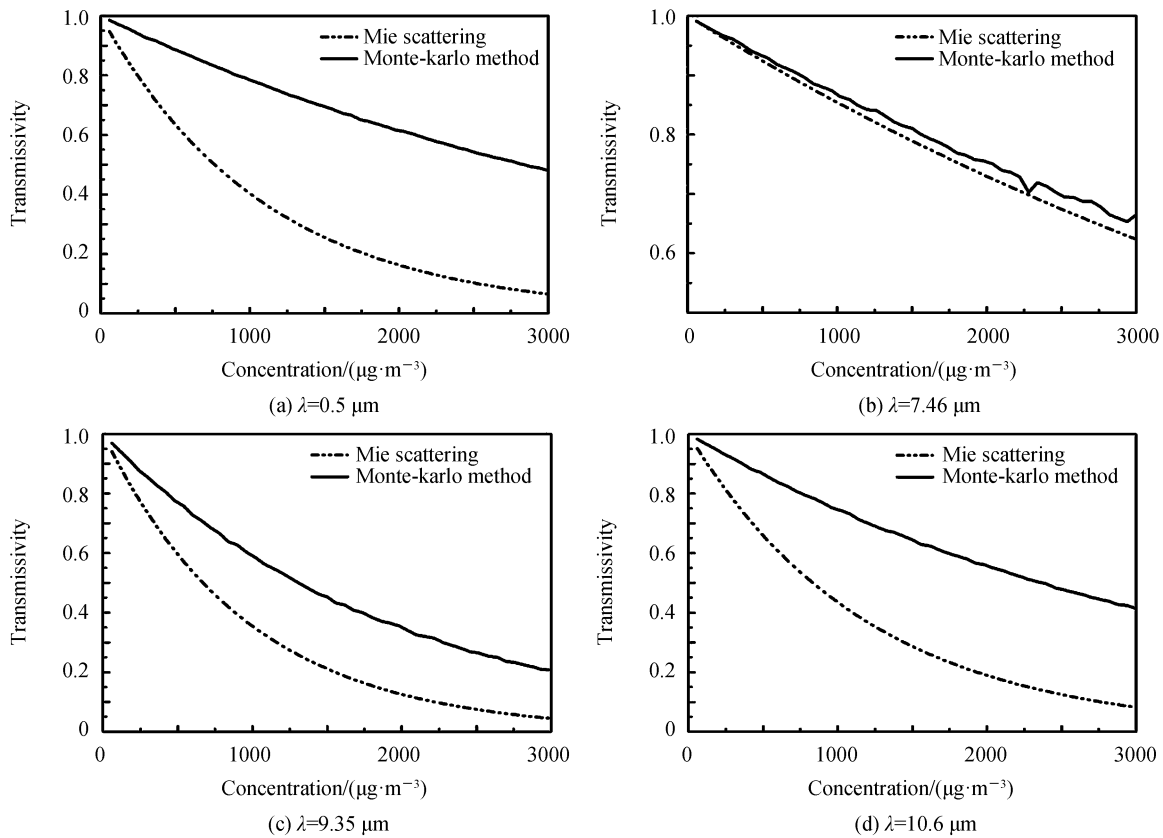 1.0
0.8
0.6
0.4
0.2
0
Transmissivity
Mie scattering
Monte-karlo method
0 1000 2000 3000
Concentration/(μg·m⁻³)
(a) λ=0.5 μm
1.0
0.8
0.6
Transmissivity
Mie scattering
Monte-karlo method
0 1000 2000 3000
Concentration/(μg·m⁻³)
(b) λ=7.46 μm
1.0
0.8
0.6
0.4
0.2
0
Transmissivity
Mie scattering
Monte-karlo method
0 1000 2000 3000
Concentration/(μg·m⁻³)
(c) λ=9.35 μm
1.0
0.8
0.6
0.4
0.2
0
Transmissivity
Mie scattering
Monte-karlo method
0 1000 2000 3000
Concentration/(μg·m⁻³)
(d) λ=10.6 μm